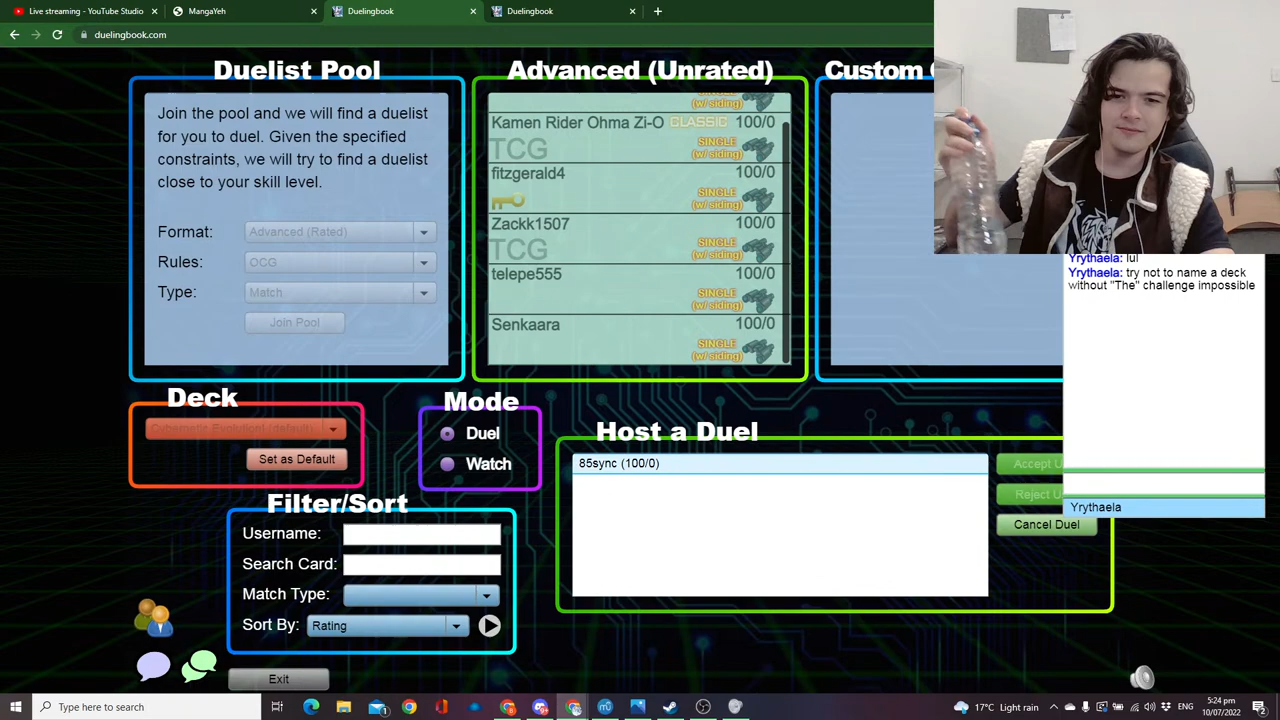 Live streaming - YouTube Studio
MangaYeh
Duelingbook
Duelingbook
duelingbook.com
Duelist Pool
Join the pool and we will find a duelist
for you to duel. Given the specified
constraints, we will try to find a duelist
close to your skill level.
Format: Advanced (Rated)
Rules: OCG
Type: Match
Join Pool
Advanced (Unrated)
SINGLE
(w/ siding)
Kamen Rider Ohma Zi-O CLASSIC 100/0
TCG SINGLE
(w/ siding)
fitzgerald4 100/0
SINGLE
(w/ siding)
Zackk1507 100/0
TCG SINGLE
(w/ siding)
telepe555 100/0
SINGLE
(w/ siding)
Senkaara 100/0
SINGLE
(w/ siding)
Custom
Yrythaela: lul
Yrythaela: try not to name a deck
without "The" challenge impossible
Yrythaela
Deck
Cybernetic Evolution! (default)
Set as Default
Mode
Duel
Watch
Host a Duel
85sync (100/0)
Accept U
Reject U
Cancel Duel
Filter/Sort
Username:
Search Card:
Match Type:
Sort By: Rating
Exit
Type here to search
17°C Light rain
ENG
5:24 pm
10/07/2022